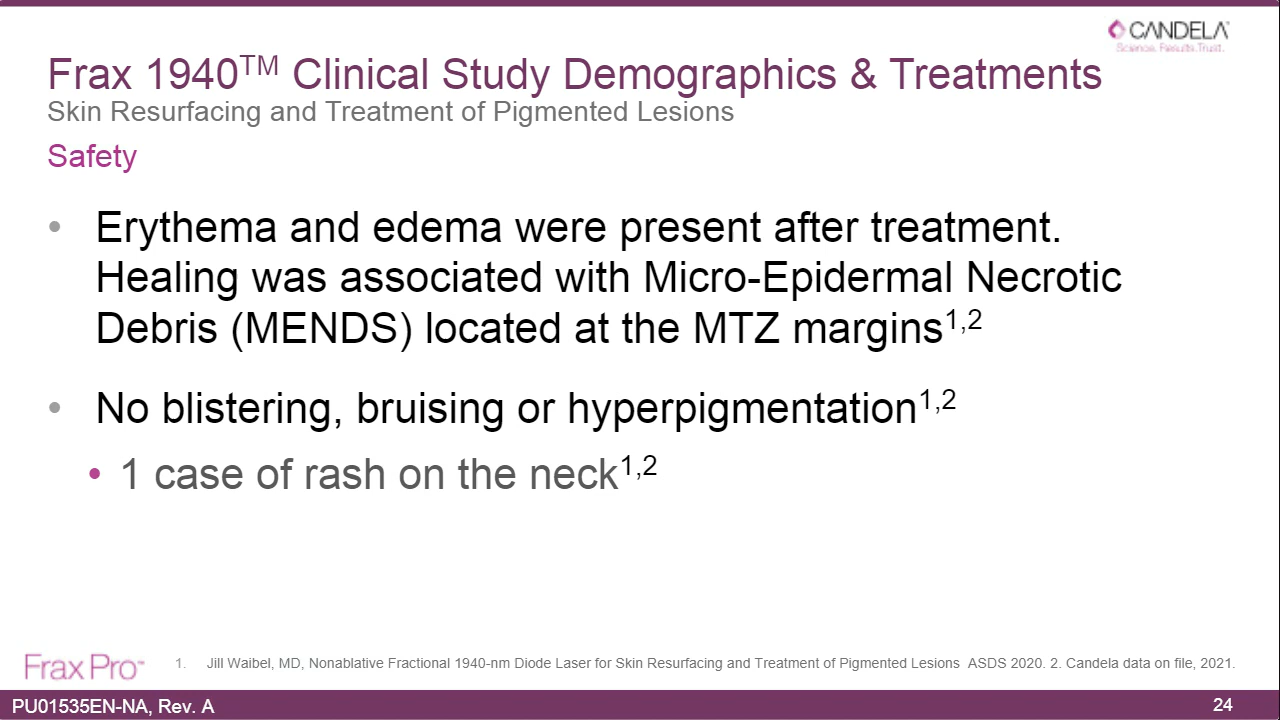 CANDELA™
Science. Results. Trust.
Frax 1940™ Clinical Study Demographics & Treatments
Skin Resurfacing and Treatment of Pigmented Lesions
Safety
• Erythema and edema were present after treatment.
Healing was associated with Micro-Epidermal Necrotic
Debris (MENDS) located at the MTZ margins1,2
• No blistering, bruising or hyperpigmentation1,2
• 1 case of rash on the neck1,2
Frax Pro™
1. Jill Waibel, MD, Nonablative Fractional 1940-nm Diode Laser for Skin Resurfacing and Treatment of Pigmented Lesions ASDS 2020. 2. Candela data on file, 2021.
PU01535EN-NA, Rev. A
24